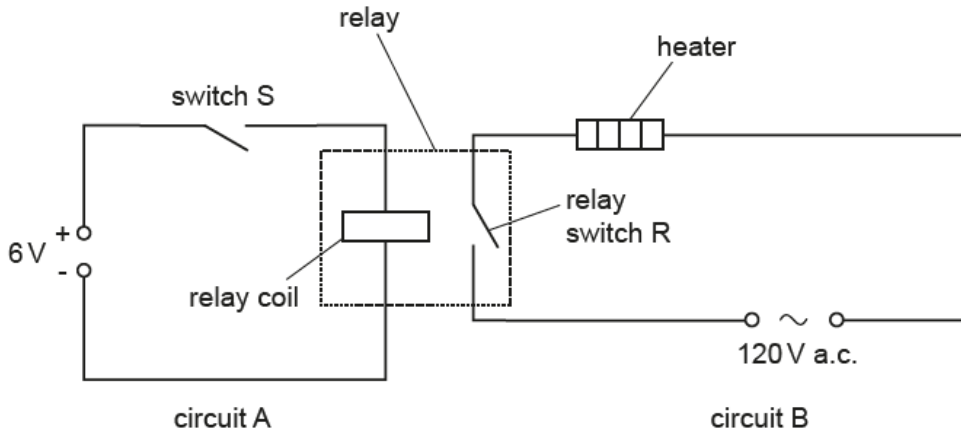 relay
heater
switch S
relay
switch R
+
6 V
-
relay coil
~
120 V a.c.
circuit A
circuit B